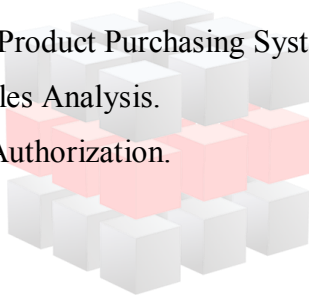 Product Purchasing Syst
les Analysis.
Authorization.